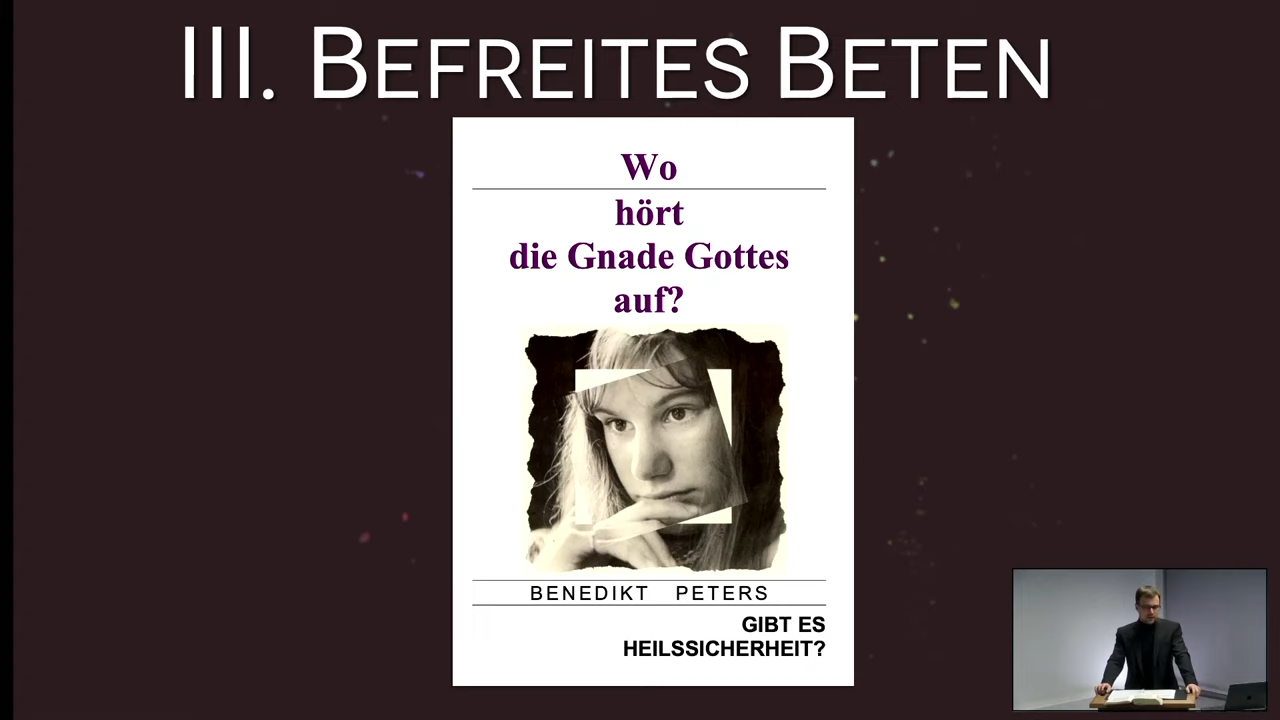 III. BEFREITES BETEN
Wo
hört
die Gnade Gottes
auf?
BENEDIKT PETERS
GIBT ES
HEILSSICHERHEIT?